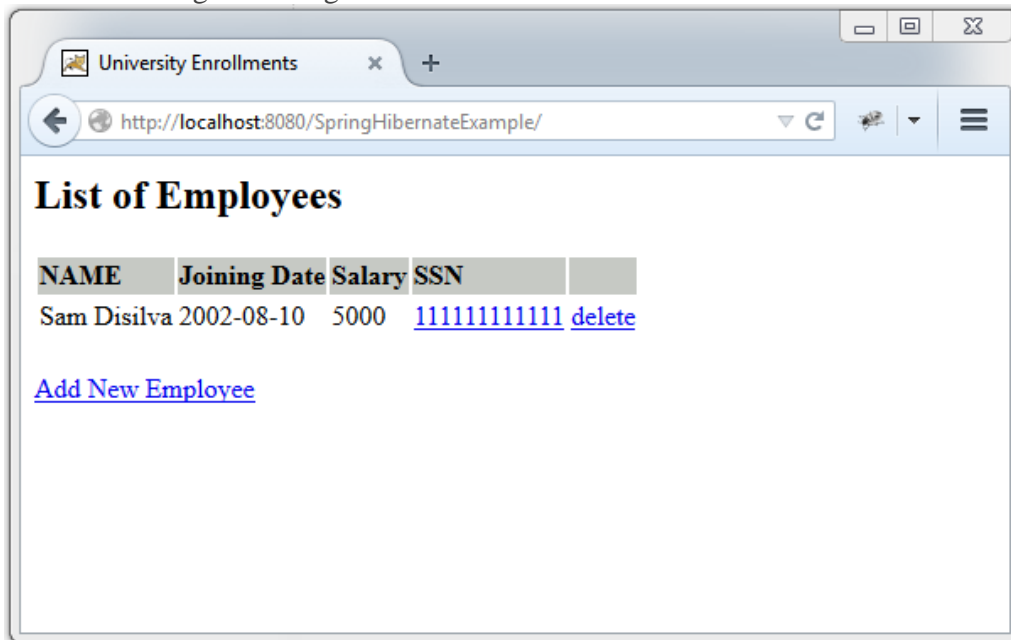 University Enrollments
http://localhost:8080/SpringHibernateExample/
List of Employees
NAME Joining Date Salary SSN
Sam Disilva 2002-08-10 5000 111111111111 delete
Add New Employee